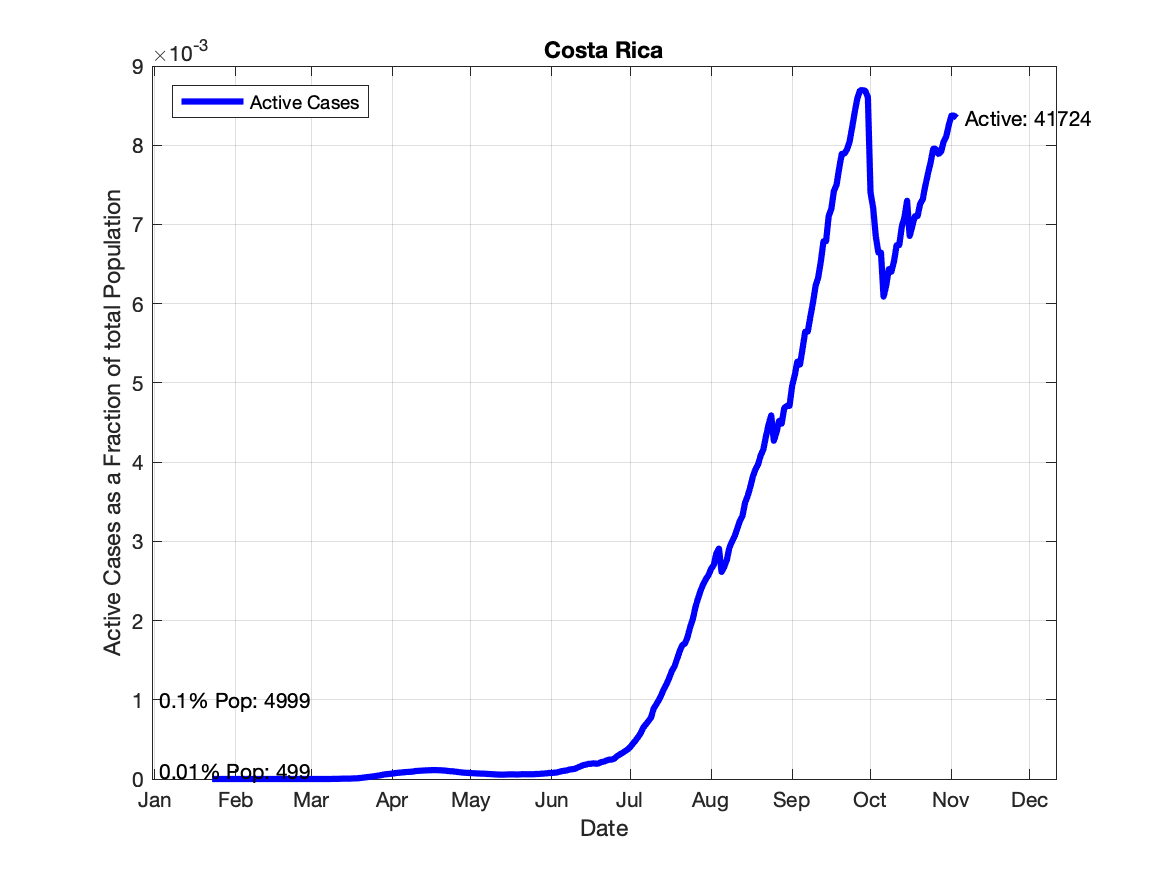 Costa Rica
×10-3
Active Cases
Active: 41724
9
8
7
6
5
4
3
2
1
0
Active Cases as a Fraction of total Population
0.1% Pop: 4999
0.01% Pop: 499
Jan Feb Mar Apr May Jun Jul Aug Sep Oct Nov Dec
Date